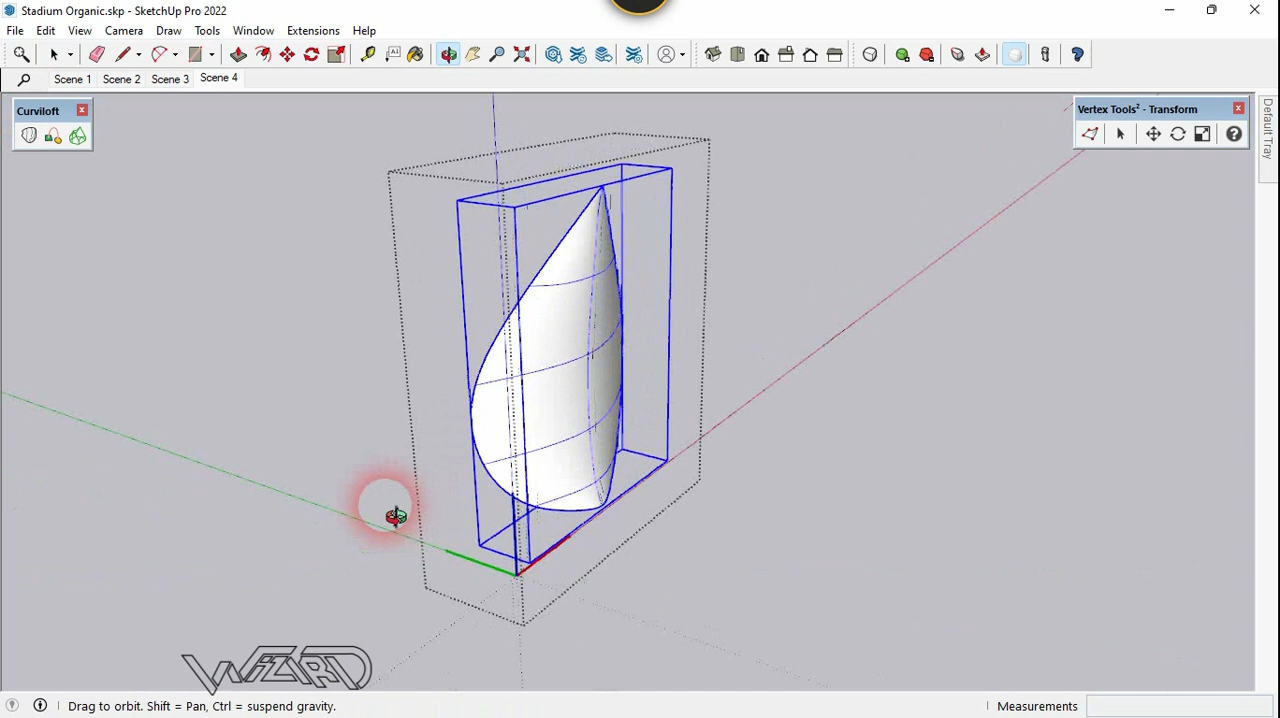 Stadium Organic.skp - SketchUp Pro 2022
File Edit View Camera Draw Tools Window Extensions Help
Scene 1 Scene 2 Scene 3 Scene 4
Curviloft
Vertex Tools² - Transform
Default Tray
WIZARD
Drag to orbit. Shift = Pan, Ctrl = suspend gravity.
Measurements